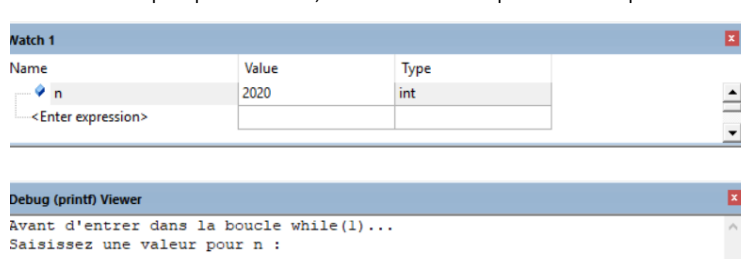 Watch 1
Name Value Type
n 2020 int
<Enter expression>
Debug (printf) Viewer
Avant d'entrer dans la boucle while(1)...
Saisissez une valeur pour n :